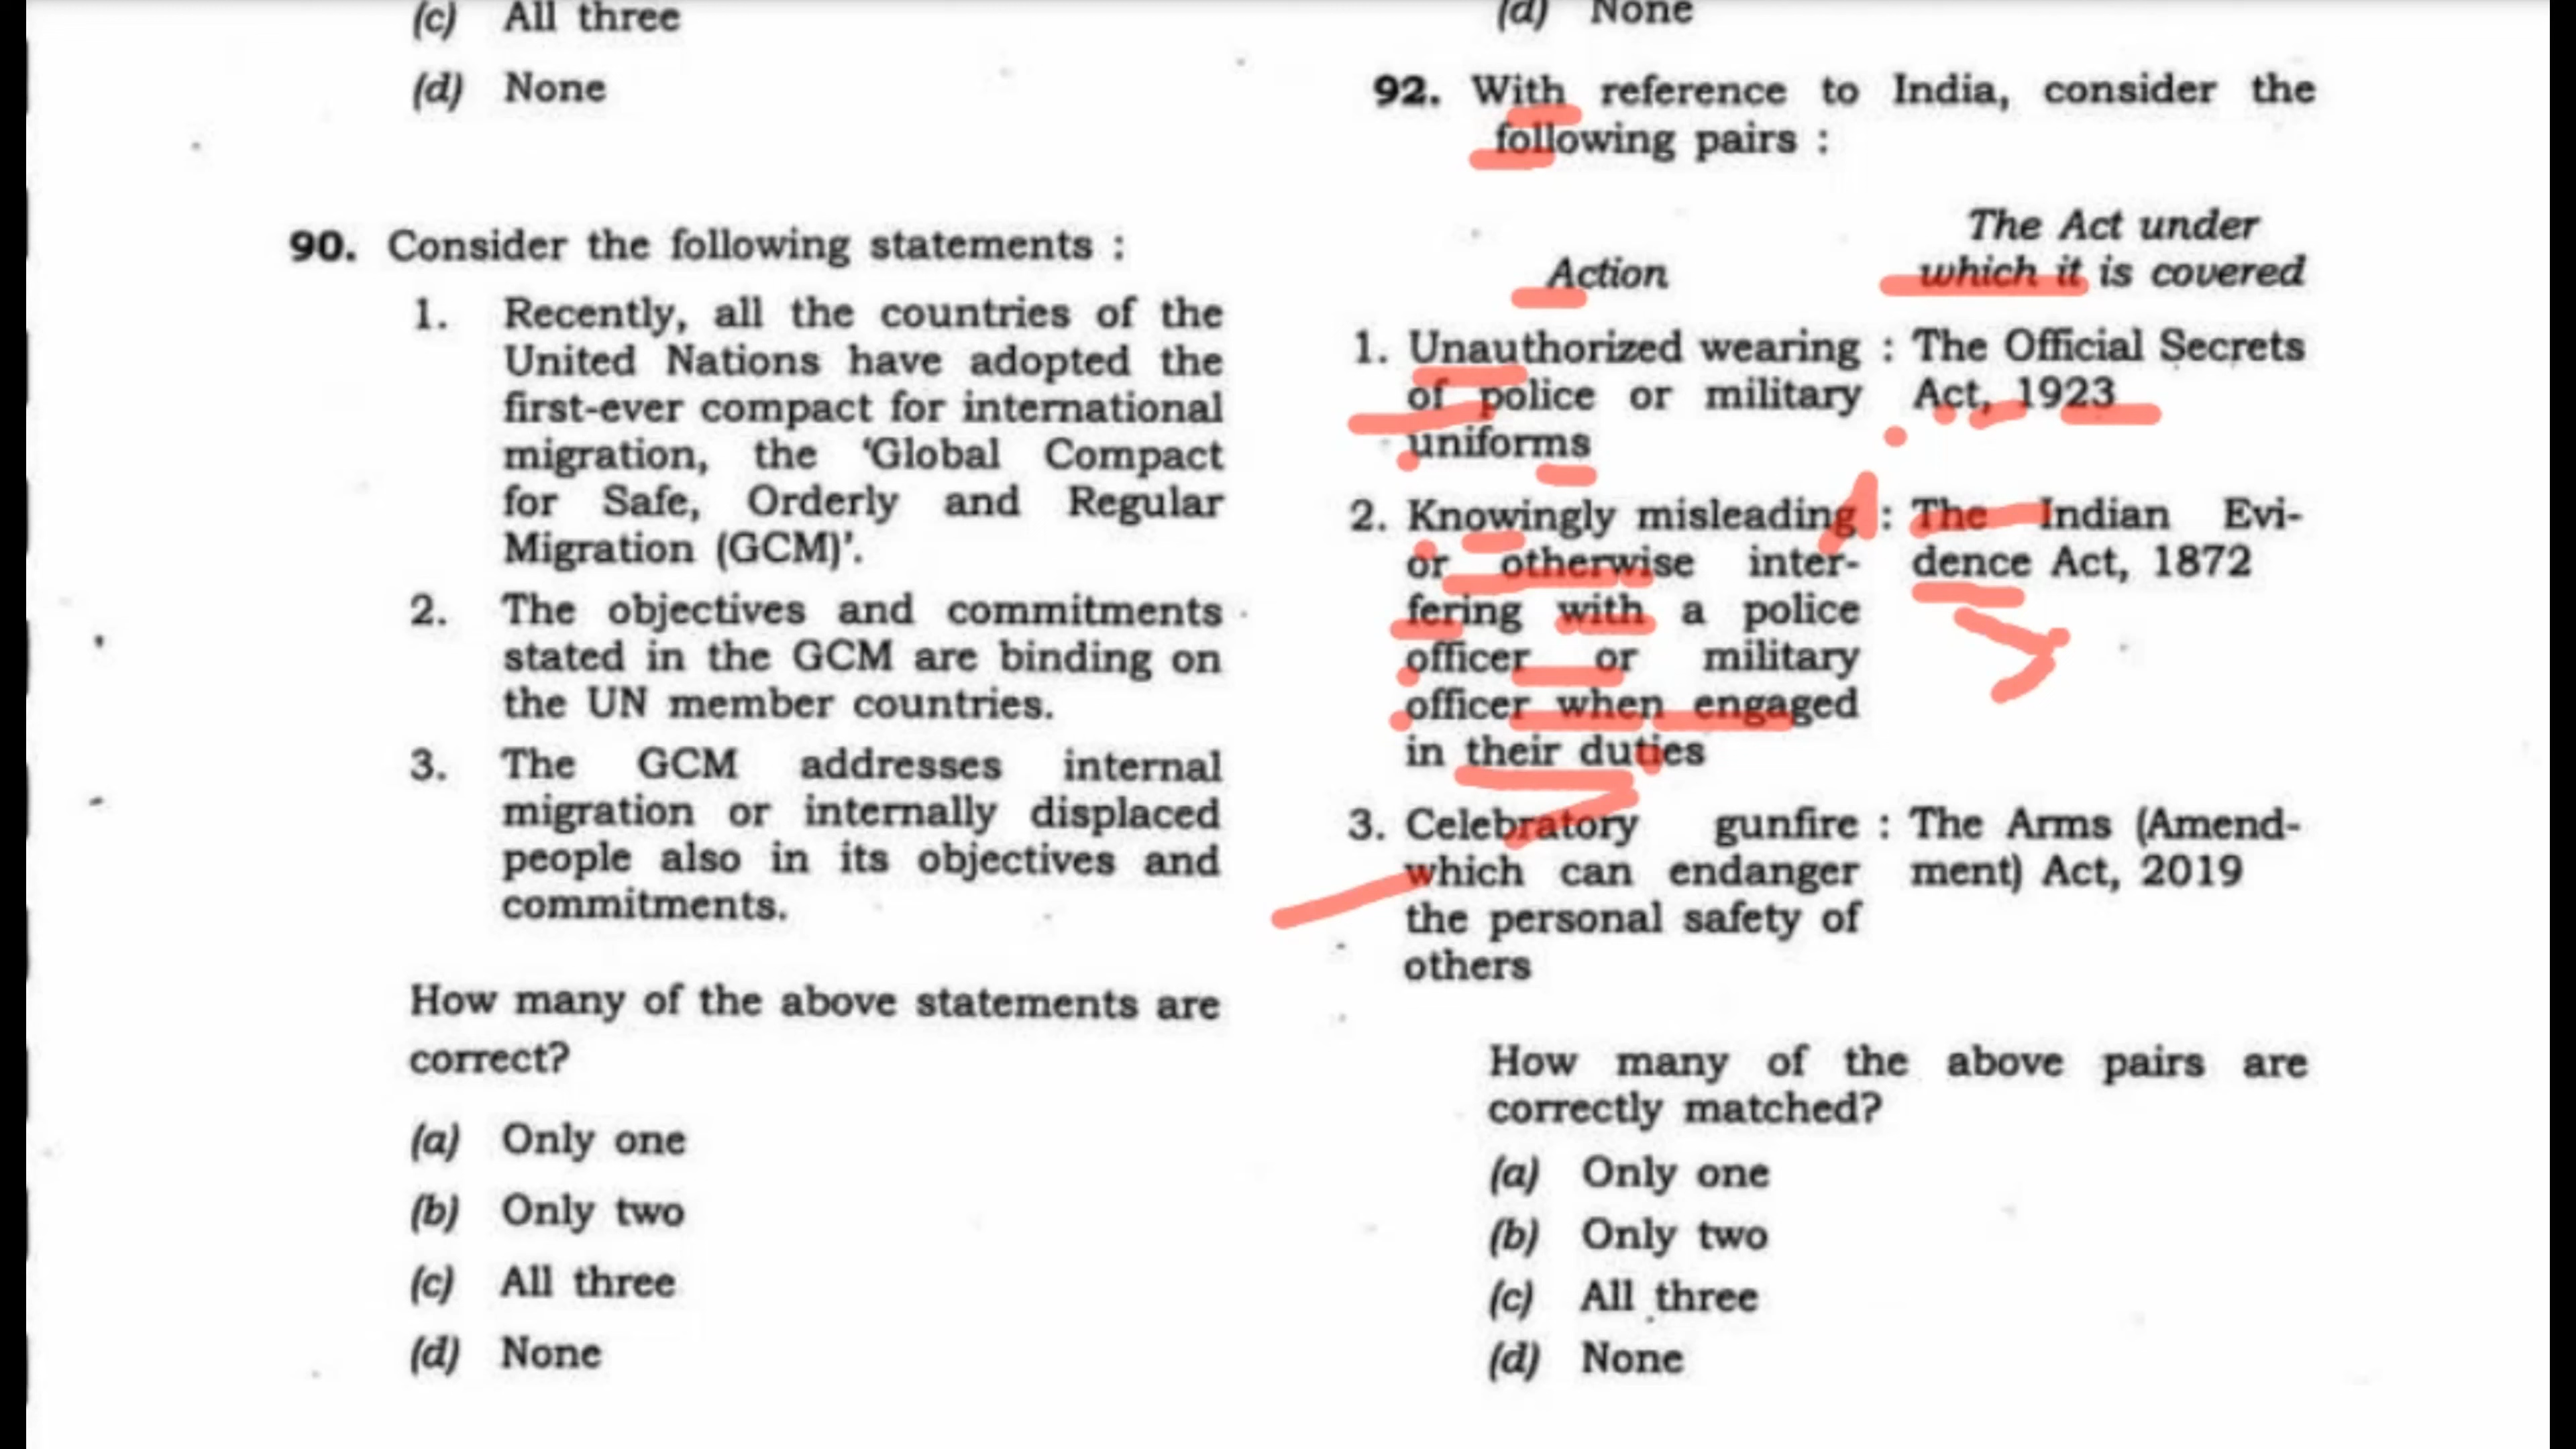 (c) All three
(d) None
90. Consider the following statements :
1. Recently, all the countries of the
United Nations have adopted the
first-ever compact for international
migration, the ‘Global Compact
for Safe, Orderly and Regular
Migration (GCM)’.
2. The objectives and commitments
stated in the GCM are binding on
the UN member countries.
3. The GCM addresses internal
migration or internally displaced
people also in its objectives and
commitments.
How many of the above statements are
correct?
(a) Only one
(b) Only two
(c) All three
(d) None
(d) None
92. With reference to India, consider the
following pairs :
The Act under
Action which it is covered
1. Unauthorized wearing : The Official Secrets
of police or military Act, 1923
uniforms
2. Knowingly misleading : The Indian Evi-
or otherwise inter- dence Act, 1872
fering with a police
officer or military
officer when engaged
in their duties
3. Celebratory gunfire : The Arms (Amend-
which can endanger ment) Act, 2019
the personal safety of
others
How many of the above pairs are
correctly matched?
(a) Only one
(b) Only two
(c) All three
(d) None